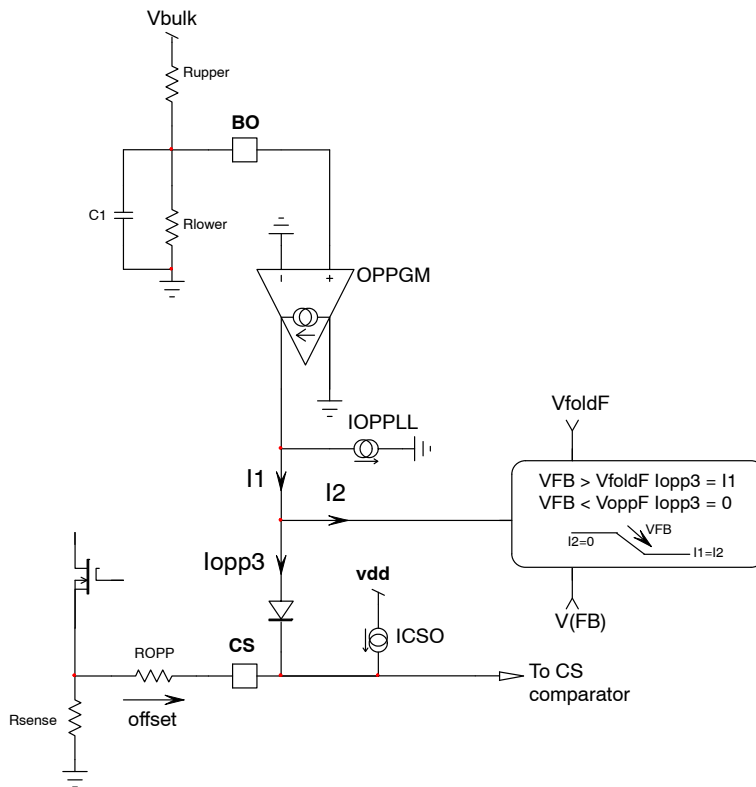 Vbulk
Rupper
BO
C1
Rlower
- +
OPPGM
IOPPLL
VfoldF
I1
I2
VFB > VfoldF Iopp3 = I1
VFB < VoppF Iopp3 = 0
VFB
I2=0
I1=I2
Iopp3
vdd
V(FB)
ICSO
ROPP
CS
To CS
comparator
offset
Rsense